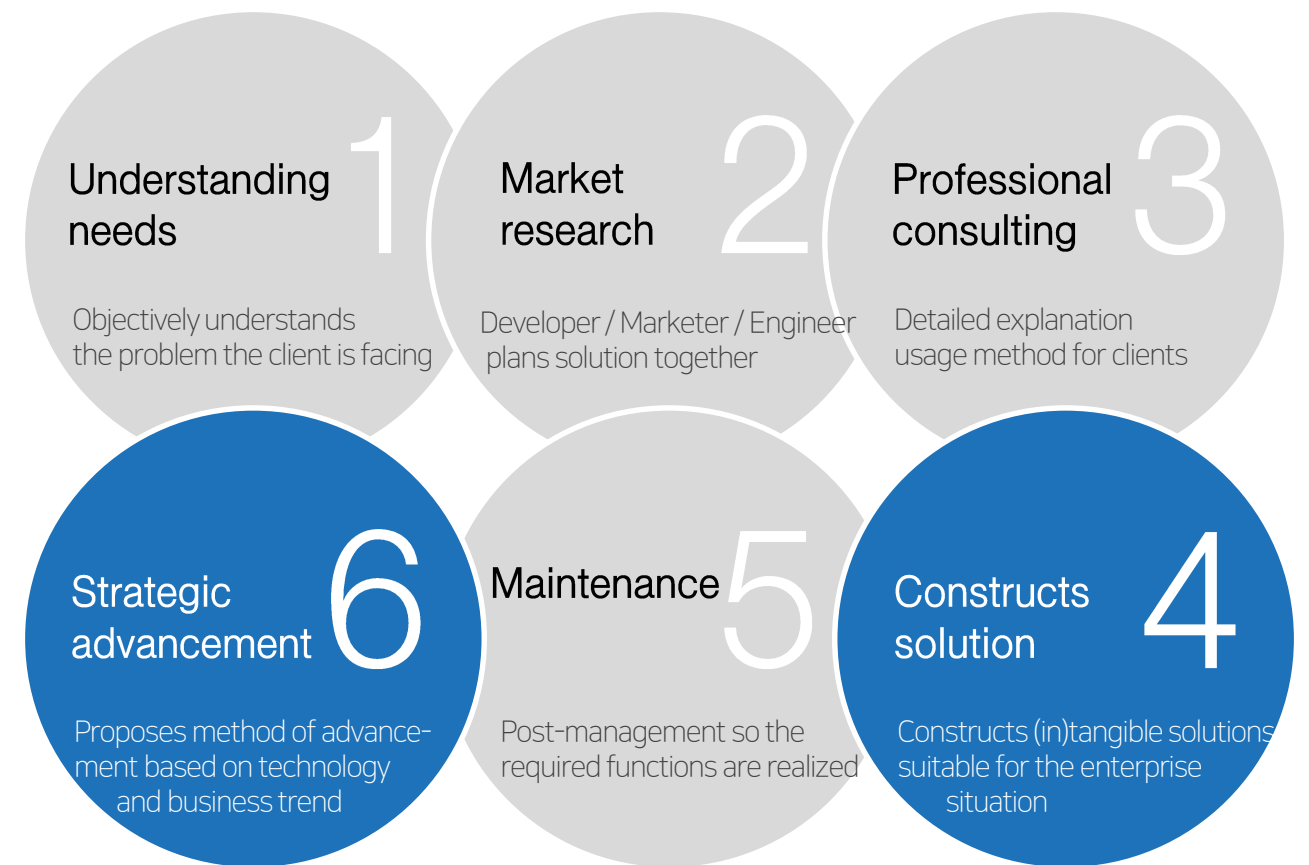 1
Understanding
needs
Objectively understands
the problem the client is facing
2
Market
research
Developer / Marketer / Engineer
plans solution together
3
Professional
consulting
Detailed explanation
usage method for clients
6
Strategic
advancement
Proposes method of advance-
ment based on technology
and business trend
5
Maintenance
Post-management so the
required functions are realized
4
Constructs
solution
Constructs (in)tangible solutions
suitable for the enterprise
situation